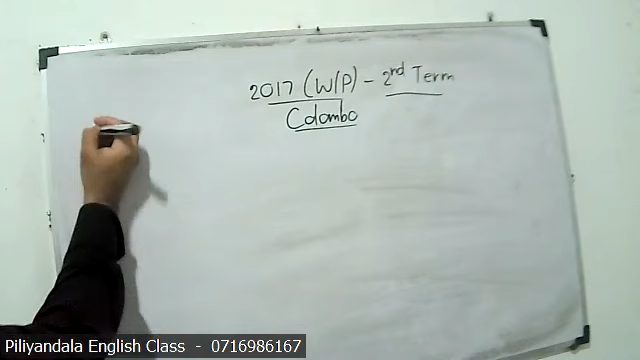 2017 (W/P) - 2nd Term
Colombo
Piliyandala English Class - 0716986167